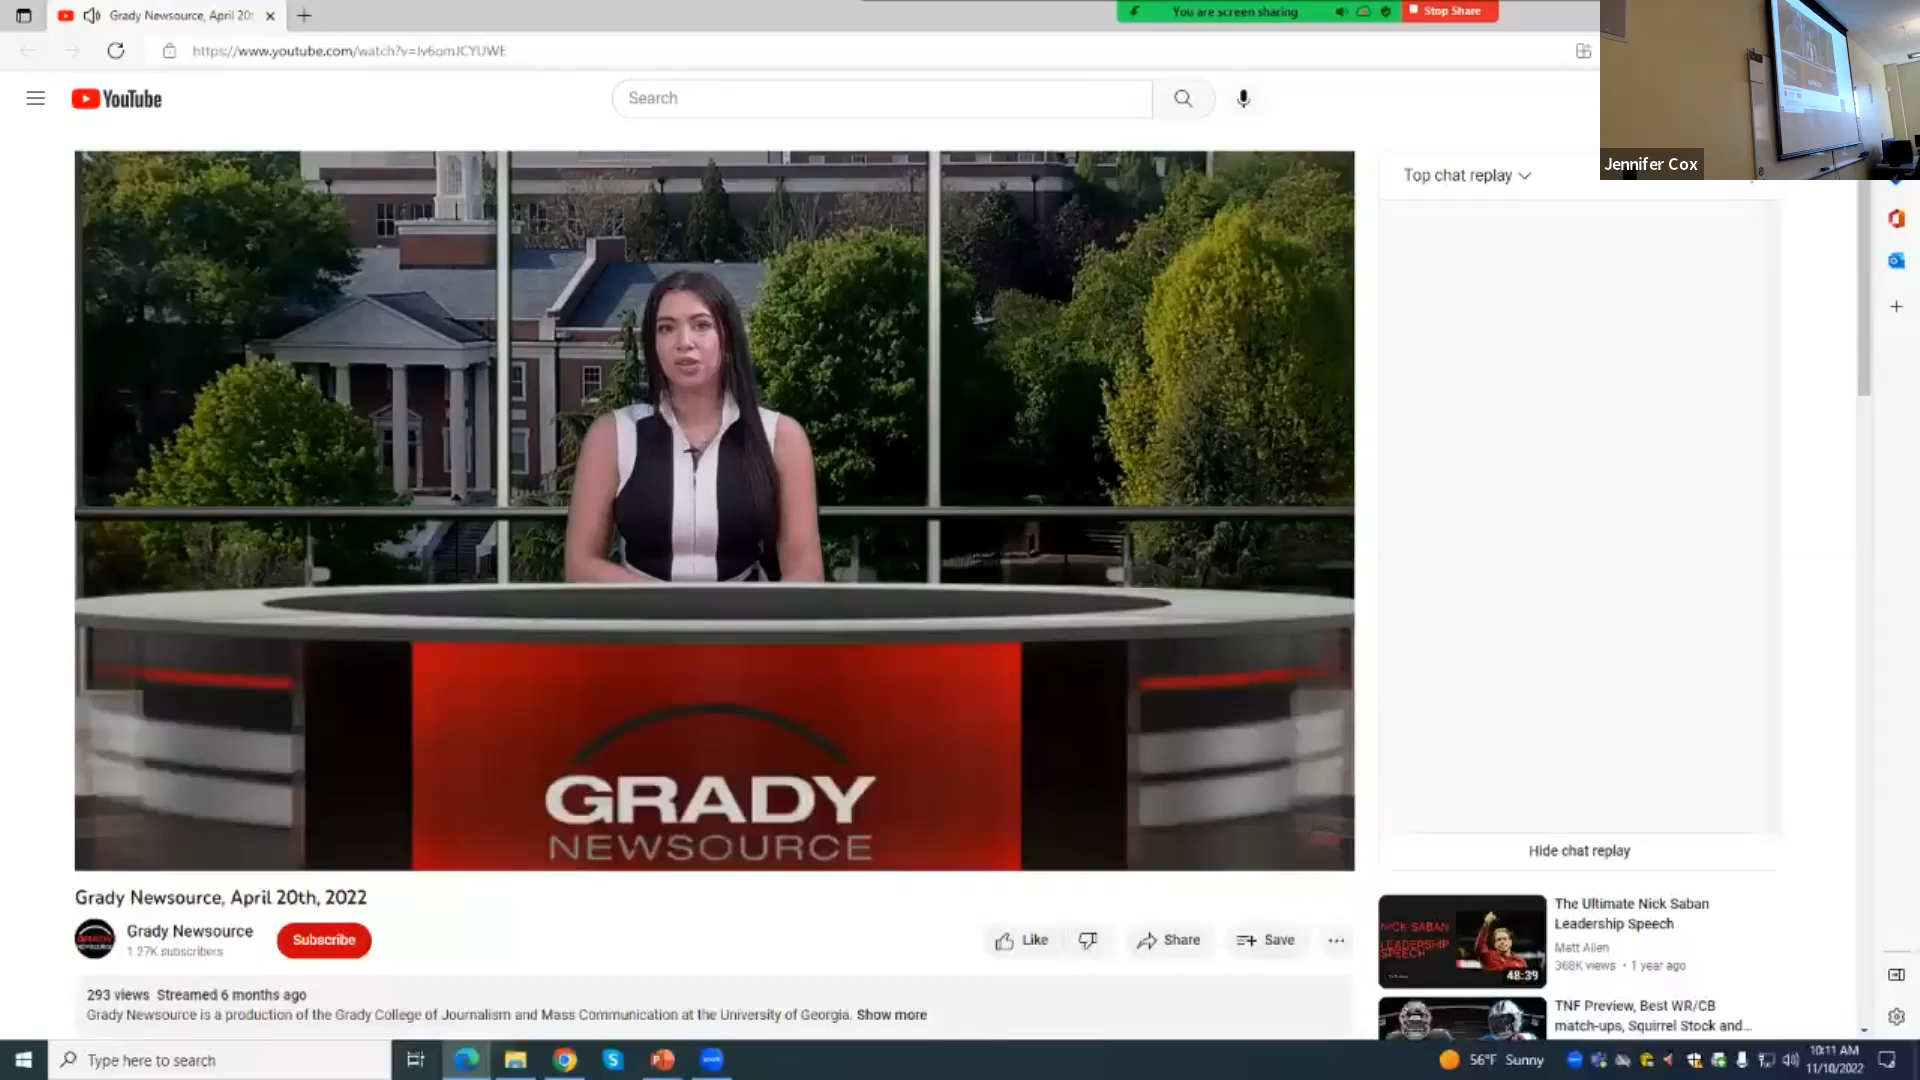 Grady Newsource, April 20
You are screen sharing
Stop Share
https://www.youtube.com/watch?v=Iv6omJCYUWE
YouTube
Search
Jennifer Cox
Top chat replay
GRADY
NEWSOURCE
Hide chat replay
Grady Newsource, April 20th, 2022
Grady Newsource
1.27K subscribers
Subscribe
Like
Share
Save
293 views Streamed 6 months ago
Grady Newsource is a production of the Grady College of Journalism and Mass Communication at the University of Georgia. Show more
NICK SABAN
LEADERSHIP
SPEECH
48:39
The Ultimate Nick Saban
Leadership Speech
Matt Allen
368K views • 1 year ago
TNF Preview, Best WR/CB
match-ups, Squirrel Stock and...
Type here to search
56°F Sunny
10:11 AM
11/10/2022